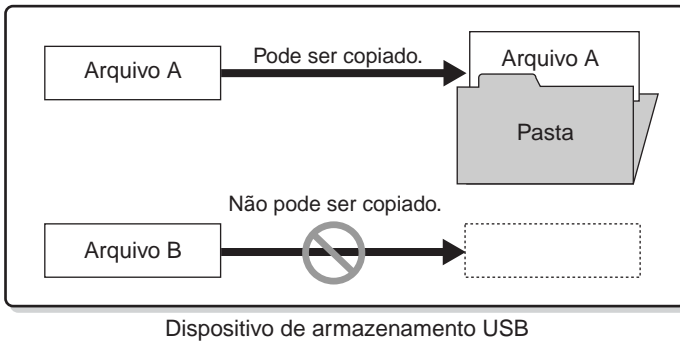 Arquivo A
Pode ser copiado.
Arquivo A
Pasta
Não pode ser copiado.
Arquivo B
Dispositivo de armazenamento USB